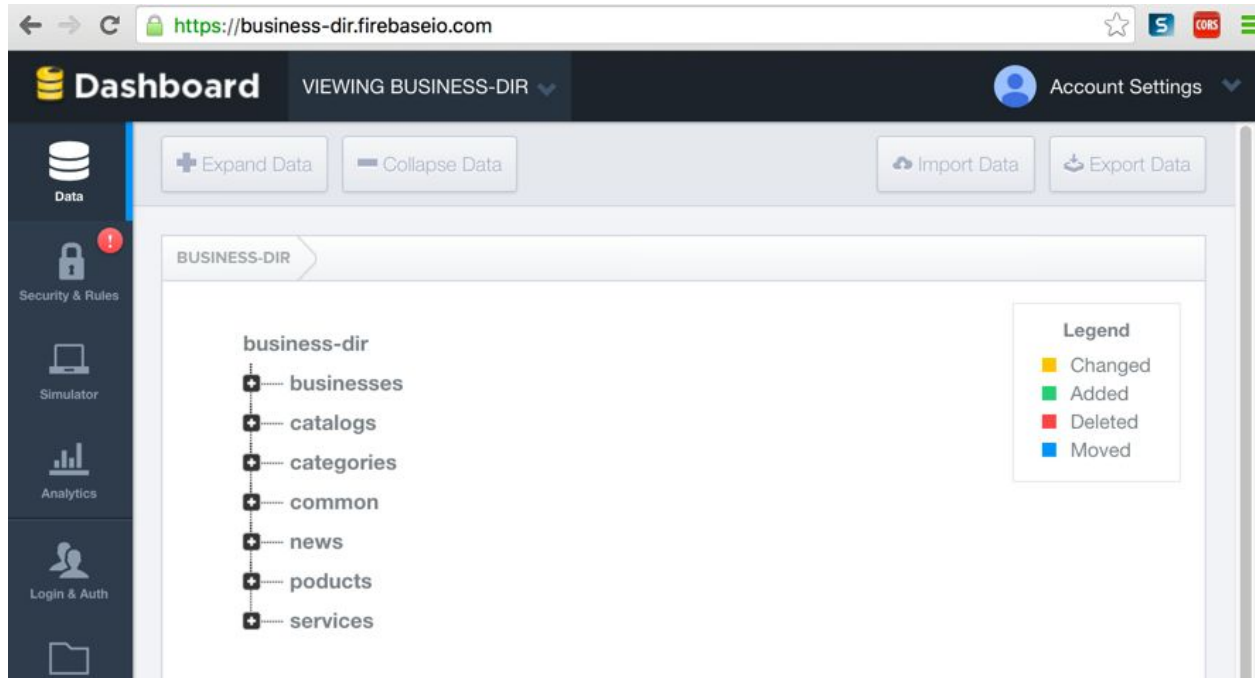 https://business-dir.firebaseio.com
S
CORS
Dashboard
VIEWING BUSINESS-DIR
Account Settings
Data
Expand Data
Collapse Data
Import Data
Export Data
!
Security & Rules
BUSINESS-DIR
Simulator
Analytics
Login & Auth
business-dir
businesses
catalogs
categories
common
news
poducts
services
Legend
Changed
Added
Deleted
Moved